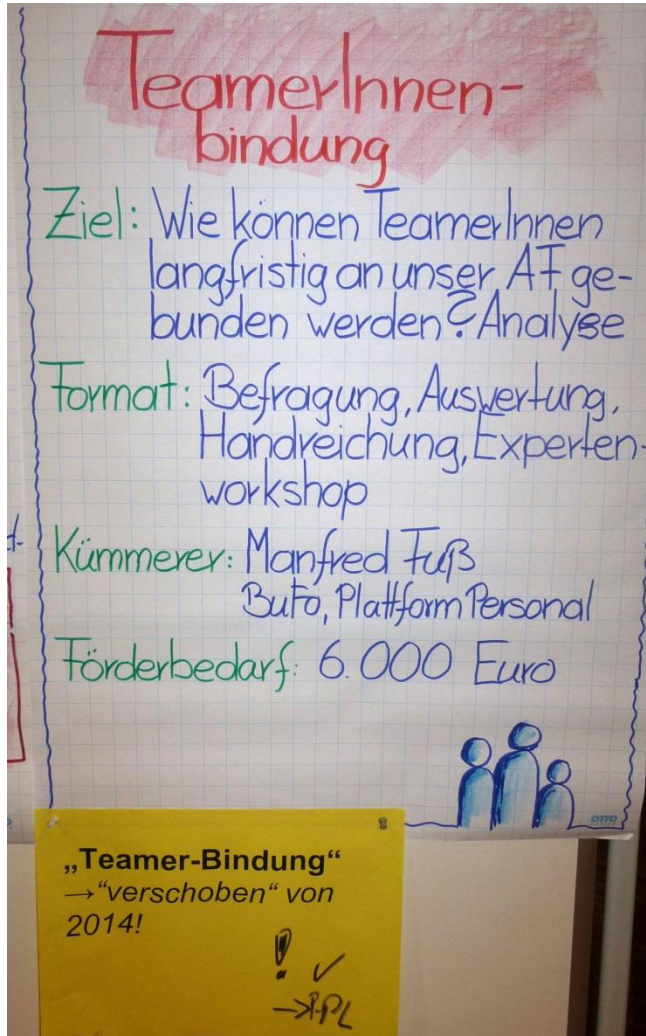 TeamerInnen-
bindung
Ziel: Wie können TeamerInnen
langfristig an unser AF ge-
bunden werden? Analyse
Format: Befragung, Auswertung,
Handreichung, Experten-
workshop
Kümmerer: Manfred Fuß
BuFo, Plattform Personal
Förderbedarf: 6.000 Euro
OTTO
„Teamer-Bindung“
→“verschoben“ von
2014!
! ✓